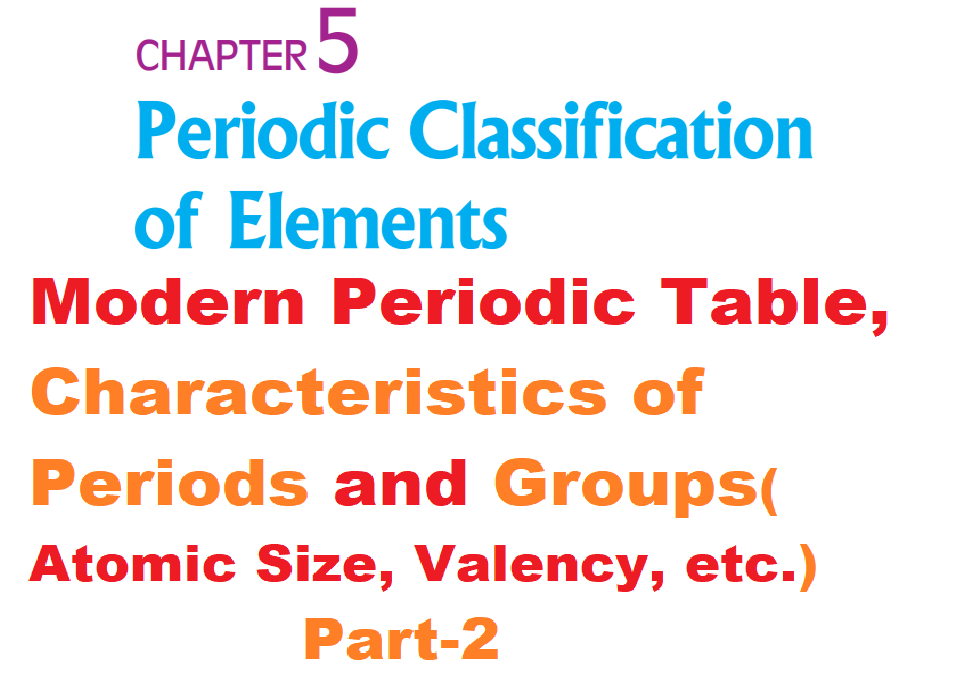 CHAPTER 5
Periodic Classification
of Elements
Modern Periodic Table,
Characteristics of
Periods and Groups(
Atomic Size, Valency, etc.)
Part-2